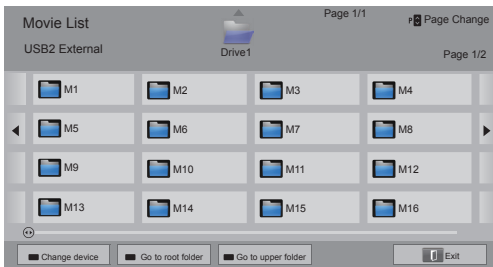 Movie List
Page 1/1
P Page Change
USB2 External
Drive1
Page 1/2
M1 M2 M3 M4
M5 M6 M7 M8
M9 M10 M11 M12
M13 M14 M15 M16
Change device Go to root folder Go to upper folder Exit